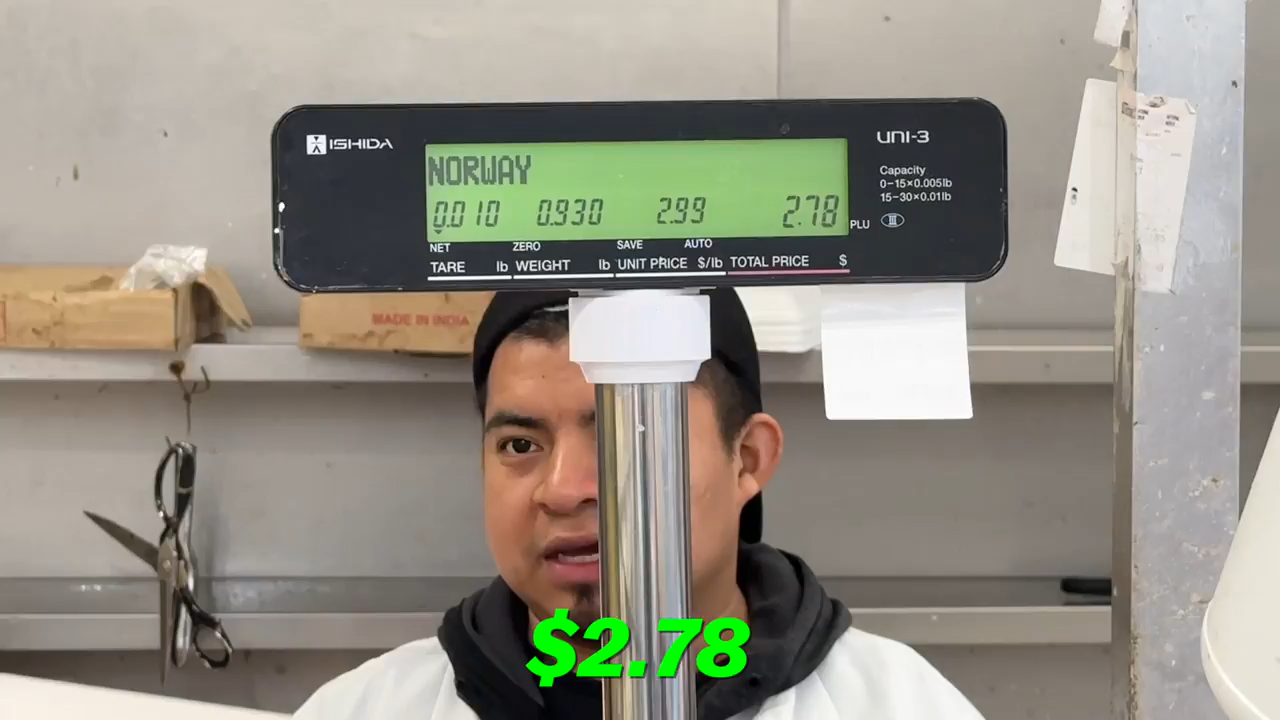 ISHIDA
UNI-3
NORWAY
0.010 0.930 2.99 2.78
Capacity
0-15×0.005lb
15-30×0.01lb
III
PLU
NET ZERO SAVE AUTO
TARE lb WEIGHT lb UNIT PRICE $/lb TOTAL PRICE $
MADE IN INDIA
$2.78